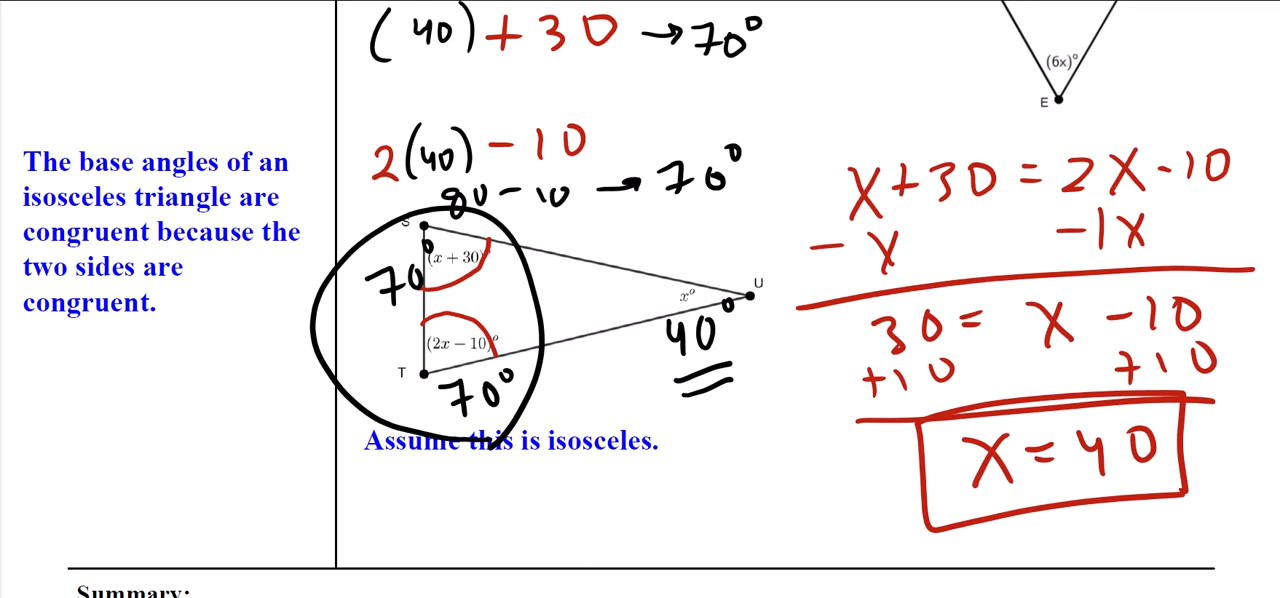 (40) + 30 → 70°
(6x)°
E
2(40) - 10
80 - 10 → 70°
The base angles of an
isosceles triangle are
congruent because the
two sides are
congruent.
S
(x + 30)°
70°
x°
U
40°
(2x − 10)°
T
70°
Assume this is isosceles.
x+30 = 2x-10
-x -1x
30 = x -10
+10 +10
x = 40
Summary: